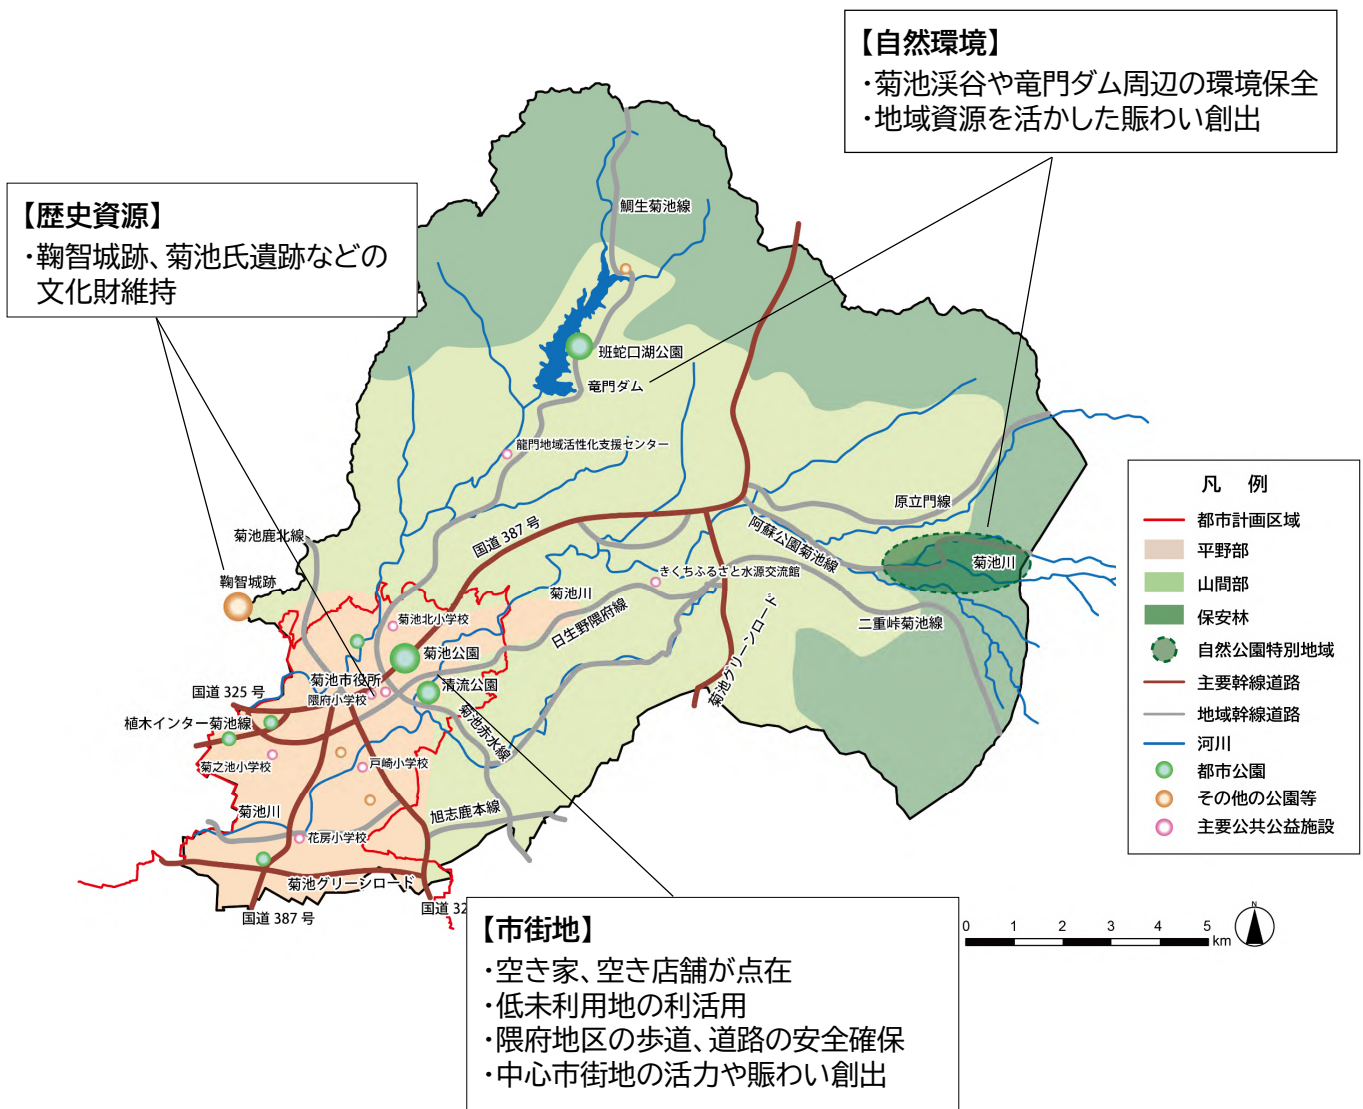 【自然環境】
・菊池渓谷や竜門ダム周辺の環境保全
・地域資源を活かした賑わい創出
【歴史資源】
・鞠智城跡、菊池氏遺跡などの
文化財維持
鯛生菊池線
班蛇口湖公園
竜門ダム
龍門地域活性化支援センター
原立門線
国道 387 号
阿蘇公園菊池線
菊池川
菊池鹿北線
鞠智城跡
きくちふるさと水源交流館
菊池川
日生野隈府線
二重峠菊池線
菊池グリーンロード
菊池北小学校
菊池公園
菊池市役所
隈府小学校
清流公園
国道 325 号
植木インター菊池線
菊池赤水線
菊之池小学校
戸崎小学校
菊池川
旭志鹿本線
花房小学校
菊池グリーンロード
国道 387 号
国道 32
凡 例
都市計画区域
平野部
山間部
保安林
自然公園特別地域
主要幹線道路
地域幹線道路
河川
都市公園
その他の公園等
主要公共公益施設
【市街地】
・空き家、空き店舗が点在
・低未利用地の利活用
・隈府地区の歩道、道路の安全確保
・中心市街地の活力や賑わい創出
0 1 2 3 4 5
km
N